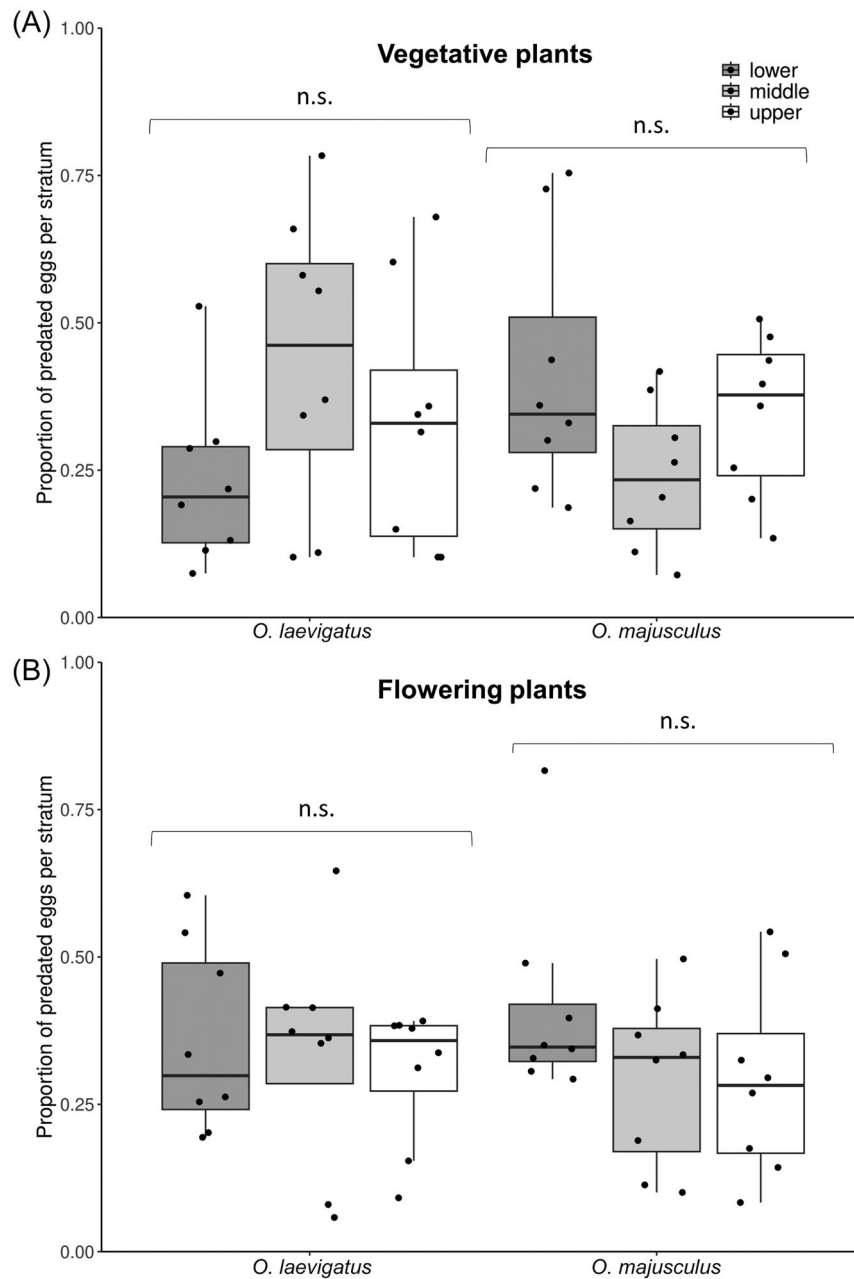 (A)
Vegetative plants
lower
middle
upper
n.s.
n.s.
Proportion of predated eggs per stratum
1.00
0.75
0.50
0.25
0.00
O. laevigatus O. majusculus
(B)
Flowering plants
n.s.
n.s.
Proportion of predated eggs per stratum
1.00
0.75
0.50
0.25
0.00
O. laevigatus O. majusculus